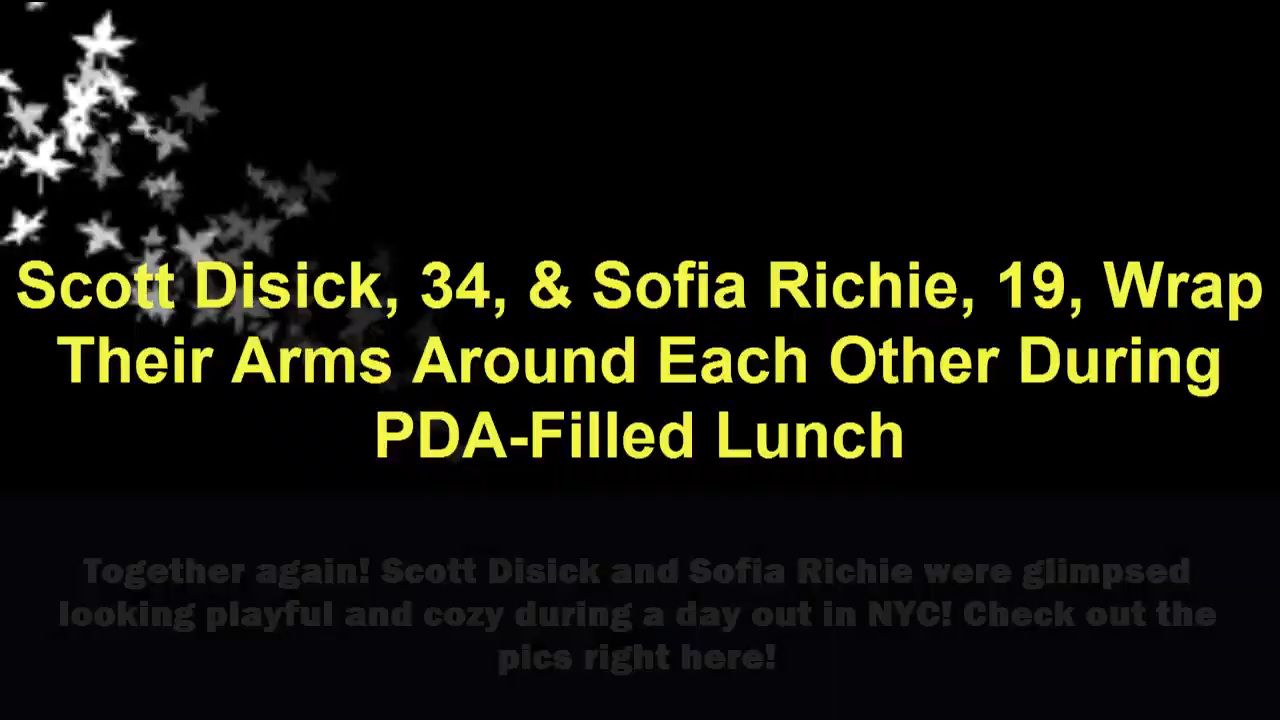 Scott Disick, 34, & Sofia Richie, 19, Wrap
Their Arms Around Each Other During
PDA-Filled Lunch
Together again! Scott Disick and Sofia Richie were glimpsed
looking playful and cozy during a day out in NYC! Check out the
pics right here!